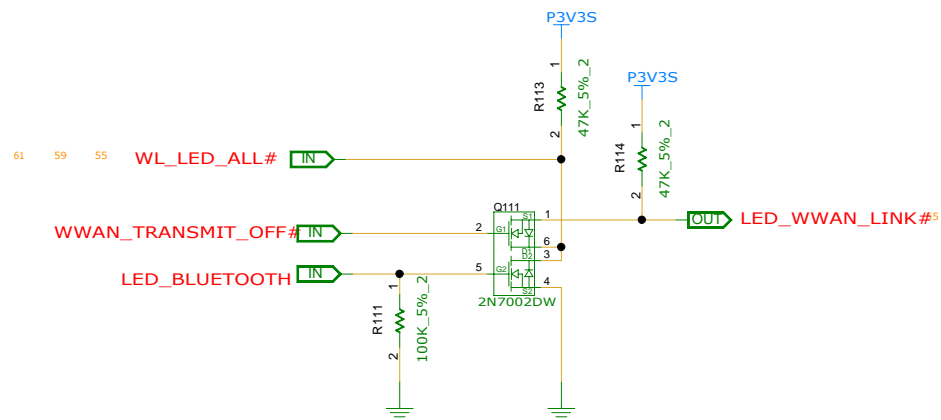 P3V3S
P3V3S
1
R113
2
47K_5%_2
1
R114
2
47K_5%_2
61 59 55 WL_LED_ALL# IN
Q111
WWAN_TRANSMIT_OFF# IN 2 G1 S1 1 OUT LED_WWAN_LINK# 55
D1 6
D2 3
LED_BLUETOOTH IN 5 G2
S2 4
2N7002DW
1
R111
2
100K_5%_2